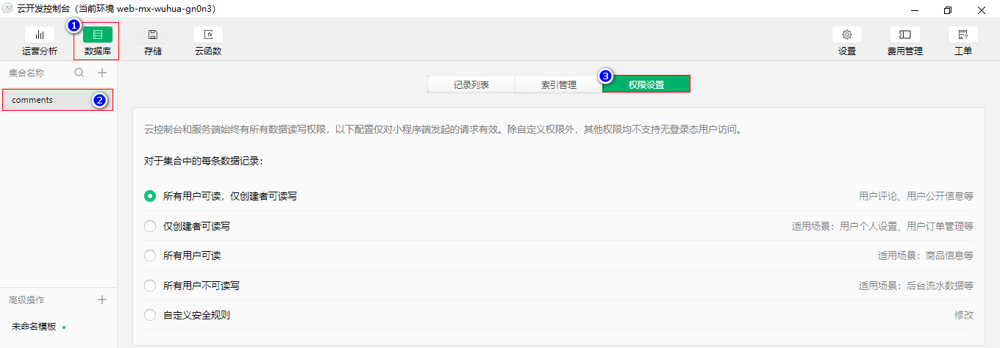 云开发控制台（当前环境 web-mx-wuhua-gn0n3）
1
运营分析 数据库 存储 云函数 设置 费用管理 工单
集合名称
comments 2
记录列表 索引管理 3 权限设置
云控制台和服务端始终有所有数据读写权限，以下配置仅对小程序端发起的请求有效。除自定义权限外，其他权限均不支持无登录态用户访问。
对于集合中的每条数据记录：
所有用户可读，仅创建者可读写 用户评论、用户公开信息等
仅创建者可读写 适用场景：用户个人设置、用户订单管理等
所有用户可读 适用场景：商品信息等
所有用户不可读写 适用场景：后台流水数据等
自定义安全规则 修改
高级操作
未命名模板